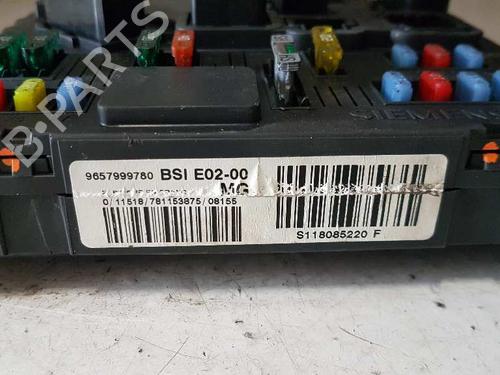 B-PARTS
SIEMENS
9657999780 BSI E02-00
MG
0 11518/781153875/08155
S118085220 F